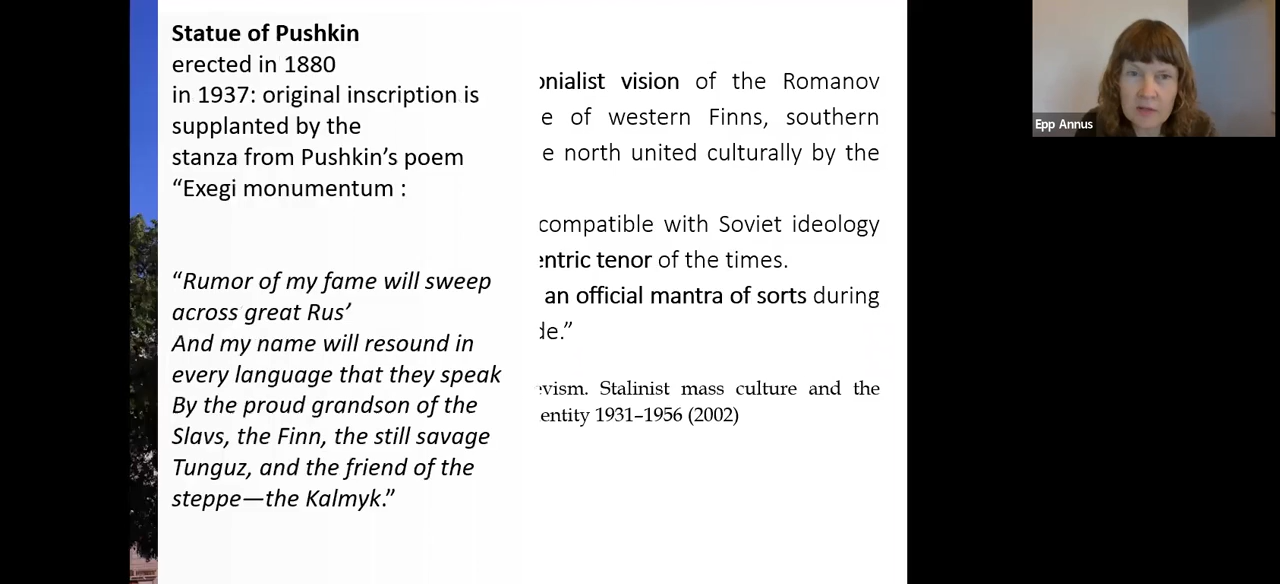 Statue of Pushkin
erected in 1880
in 1937: original inscription is
supplanted by the
stanza from Pushkin's poem
"Exegi monumentum :
"Rumor of my fame will sweep
across great Rus'
And my name will resound in
every language that they speak
By the proud grandson of the
Slavs, the Finn, the still savage
Tunguz, and the friend of the
steppe—the Kalmyk."
onialist vision of the Romanov
e of western Finns, southern
e north united culturally by the
compatible with Soviet ideology
entric tenor of the times.
an official mantra of sorts during
de."
evism. Stalinist mass culture and the
entity 1931–1956 (2002)
Epp Annus